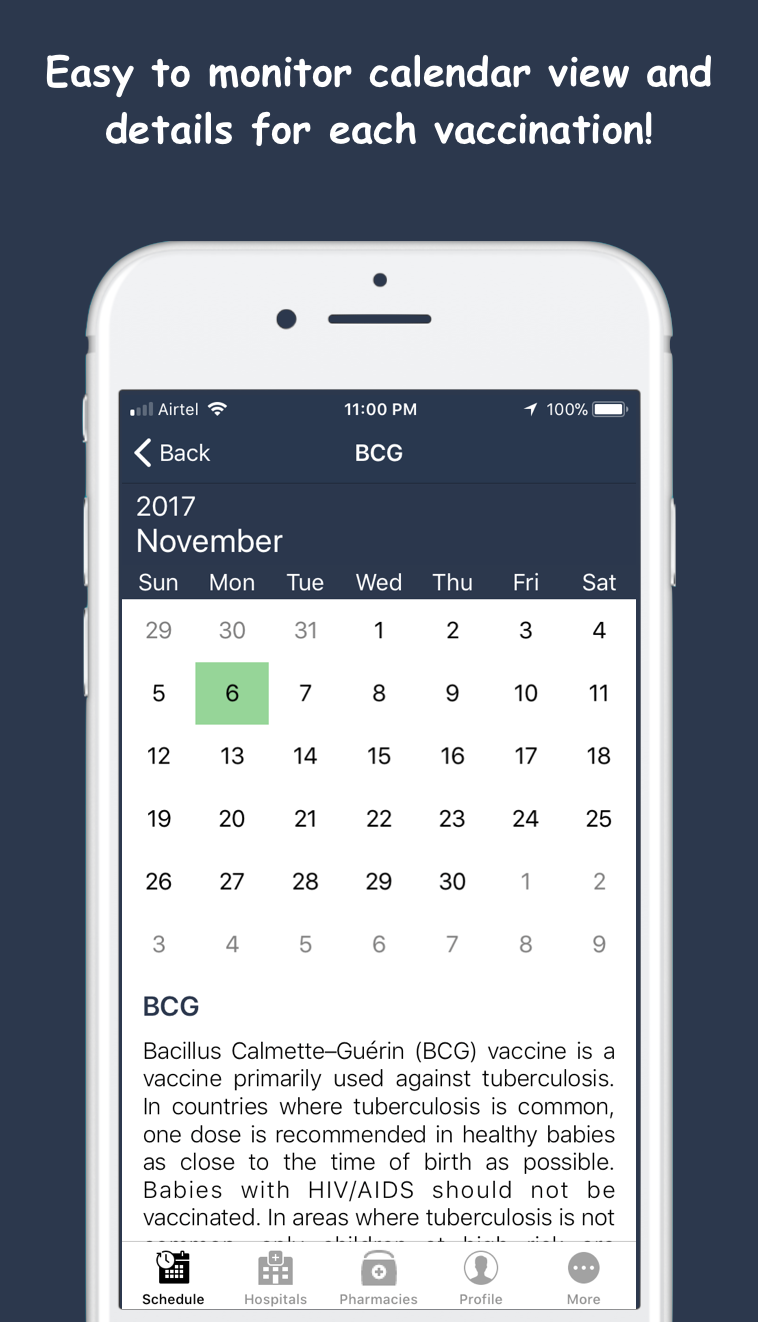 Easy to monitor calendar view and
details for each vaccination!
Airtel 11:00 PM 100%
Back BCG
2017
November
Sun Mon Tue Wed Thu Fri Sat
29 30 31 1 2 3 4
5 6 7 8 9 10 11
12 13 14 15 16 17 18
19 20 21 22 23 24 25
26 27 28 29 30 1 2
3 4 5 6 7 8 9
BCG
Bacillus Calmette–Guérin (BCG) vaccine is a
vaccine primarily used against tuberculosis.
In countries where tuberculosis is common,
one dose is recommended in healthy babies
as close to the time of birth as possible.
Babies with HIV/AIDS should not be
vaccinated. In areas where tuberculosis is not
Schedule Hospitals Pharmacies Profile More